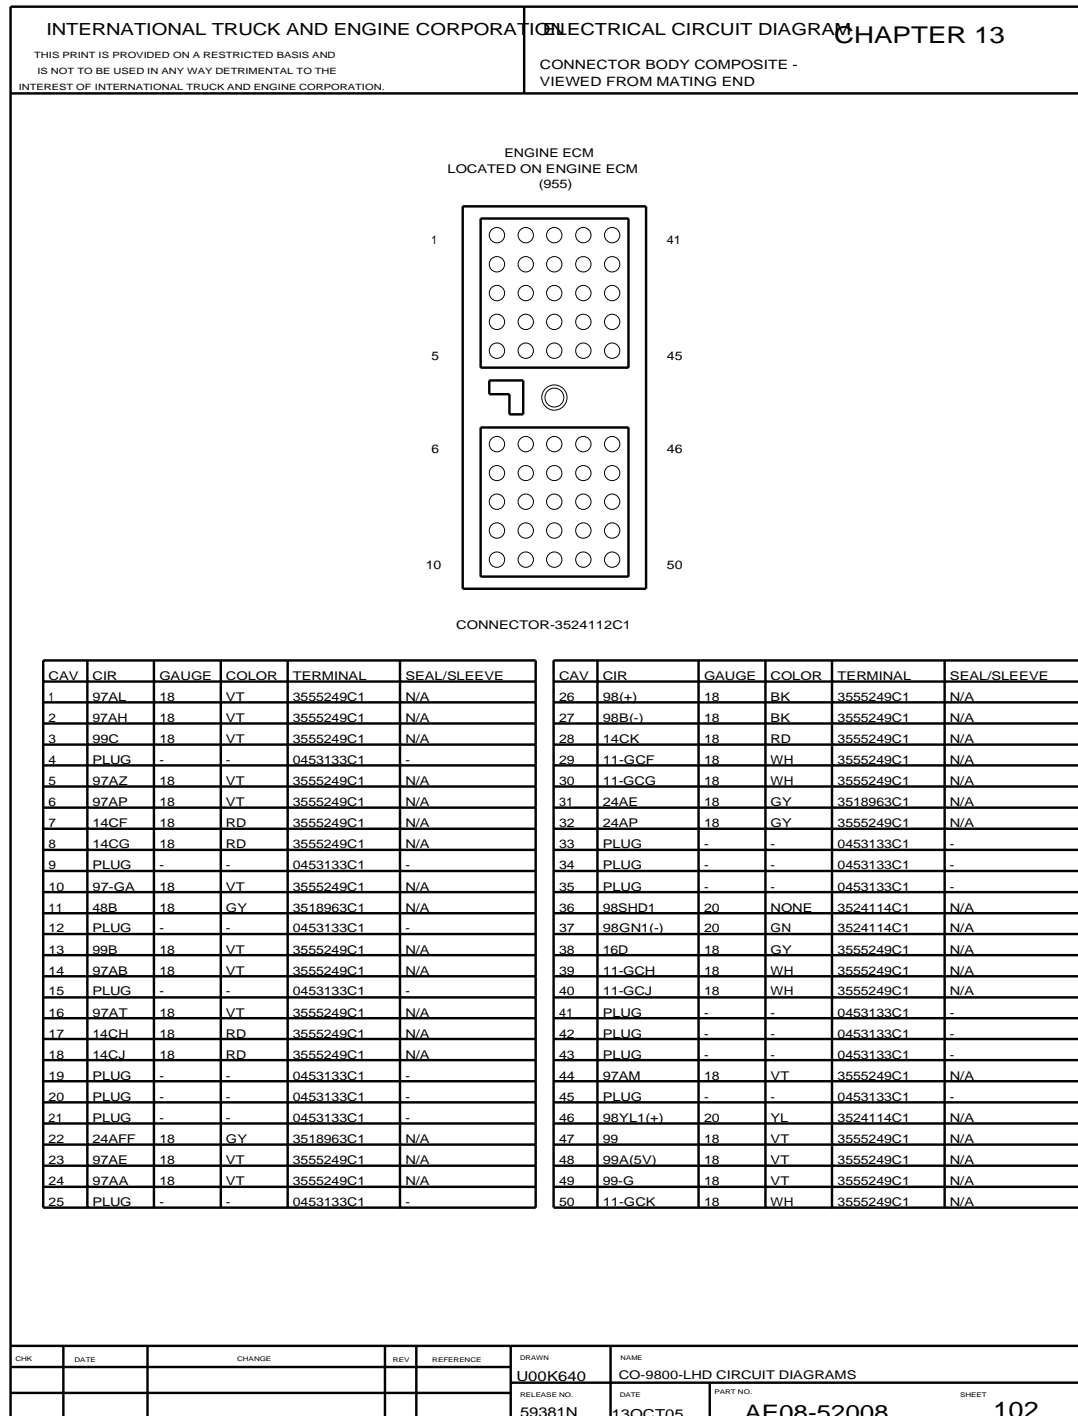 INTERNATIONAL TRUCK AND ENGINE CORPORATION
THIS PRINT IS PROVIDED ON A RESTRICTED BASIS AND
IS NOT TO BE USED IN ANY WAY DETRIMENTAL TO THE
INTEREST OF INTERNATIONAL TRUCK AND ENGINE CORPORATION.
ELECTRICAL CIRCUIT DIAGRAM
CHAPTER 13
CONNECTOR BODY COMPOSITE -
VIEWED FROM MATING END
ENGINE ECM
LOCATED ON ENGINE ECM
(955)
1 41
5 45
6 46
10 50
CONNECTOR-3524112C1
CAV CIR GAUGE COLOR TERMINAL SEAL/SLEEVE
1 97AL 18 VT 3555249C1 N/A
2 97AH 18 VT 3555249C1 N/A
3 99C 18 VT 3555249C1 N/A
4 PLUG - - 0453133C1 -
5 97AZ 18 VT 3555249C1 N/A
6 97AP 18 VT 3555249C1 N/A
7 14CF 18 RD 3555249C1 N/A
8 14CG 18 RD 3555249C1 N/A
9 PLUG - - 0453133C1 -
10 97-GA 18 VT 3555249C1 N/A
11 48B 18 GY 3518963C1 N/A
12 PLUG - - 0453133C1 -
13 99B 18 VT 3555249C1 N/A
14 97AB 18 VT 3555249C1 N/A
15 PLUG - - 0453133C1 -
16 97AT 18 VT 3555249C1 N/A
17 14CH 18 RD 3555249C1 N/A
18 14CJ 18 RD 3555249C1 N/A
19 PLUG - - 0453133C1 -
20 PLUG - - 0453133C1 -
21 PLUG - - 0453133C1 -
22 24AFF 18 GY 3518963C1 N/A
23 97AE 18 VT 3555249C1 N/A
24 97AA 18 VT 3555249C1 N/A
25 PLUG - - 0453133C1 -
CAV CIR GAUGE COLOR TERMINAL SEAL/SLEEVE
26 98(+) 18 BK 3555249C1 N/A
27 98B(-) 18 BK 3555249C1 N/A
28 14CK 18 RD 3555249C1 N/A
29 11-GCF 18 WH 3555249C1 N/A
30 11-GCG 18 WH 3555249C1 N/A
31 24AE 18 GY 3518963C1 N/A
32 24AP 18 GY 3555249C1 N/A
33 PLUG - - 0453133C1 -
34 PLUG - - 0453133C1 -
35 PLUG - - 0453133C1 -
36 98SHD1 20 NONE 3524114C1 N/A
37 98GN1(-) 20 GN 3524114C1 N/A
38 16D 18 GY 3555249C1 N/A
39 11-GCH 18 WH 3555249C1 N/A
40 11-GCJ 18 WH 3555249C1 N/A
41 PLUG - - 0453133C1 -
42 PLUG - - 0453133C1 -
43 PLUG - - 0453133C1 -
44 97AM 18 VT 3555249C1 N/A
45 PLUG - - 0453133C1 -
46 98YL1(+) 20 YL 3524114C1 N/A
47 99 18 VT 3555249C1 N/A
48 99A(5V) 18 VT 3555249C1 N/A
49 99-G 18 VT 3555249C1 N/A
50 11-GCK 18 WH 3555249C1 N/A
CHK DATE CHANGE REV REFERENCE
DRAWN NAME
U00K640 CO-9800-LHD CIRCUIT DIAGRAMS
RELEASE NO. DATE PART NO. SHEET
59381N 13OCT05 AE08-52008 102